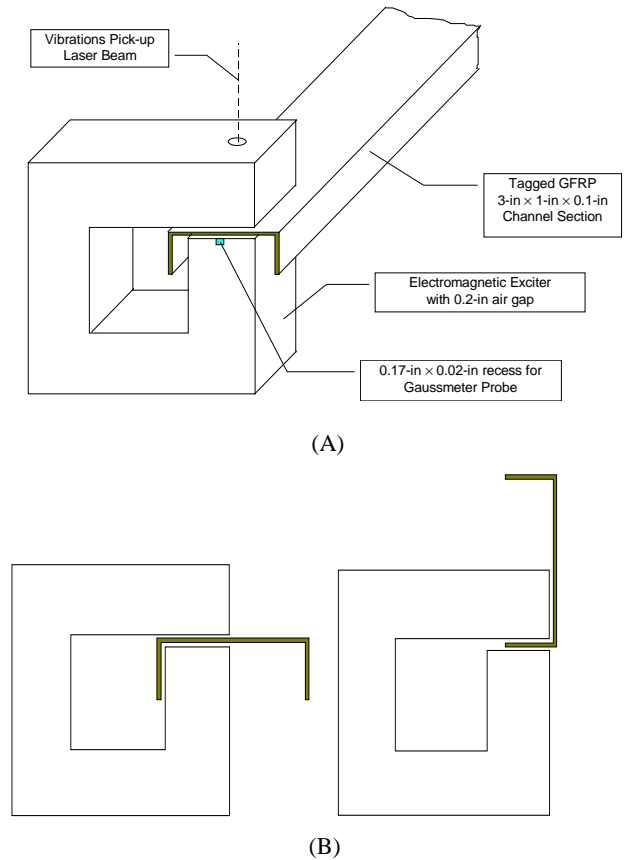 Vibrations Pick-up
Laser Beam
Tagged GFRP
3-in × 1-in × 0.1-in
Channel Section
Electromagnetic Exciter
with 0.2-in air gap
0.17-in × 0.02-in recess for
Gaussmeter Probe
(A)
(B)